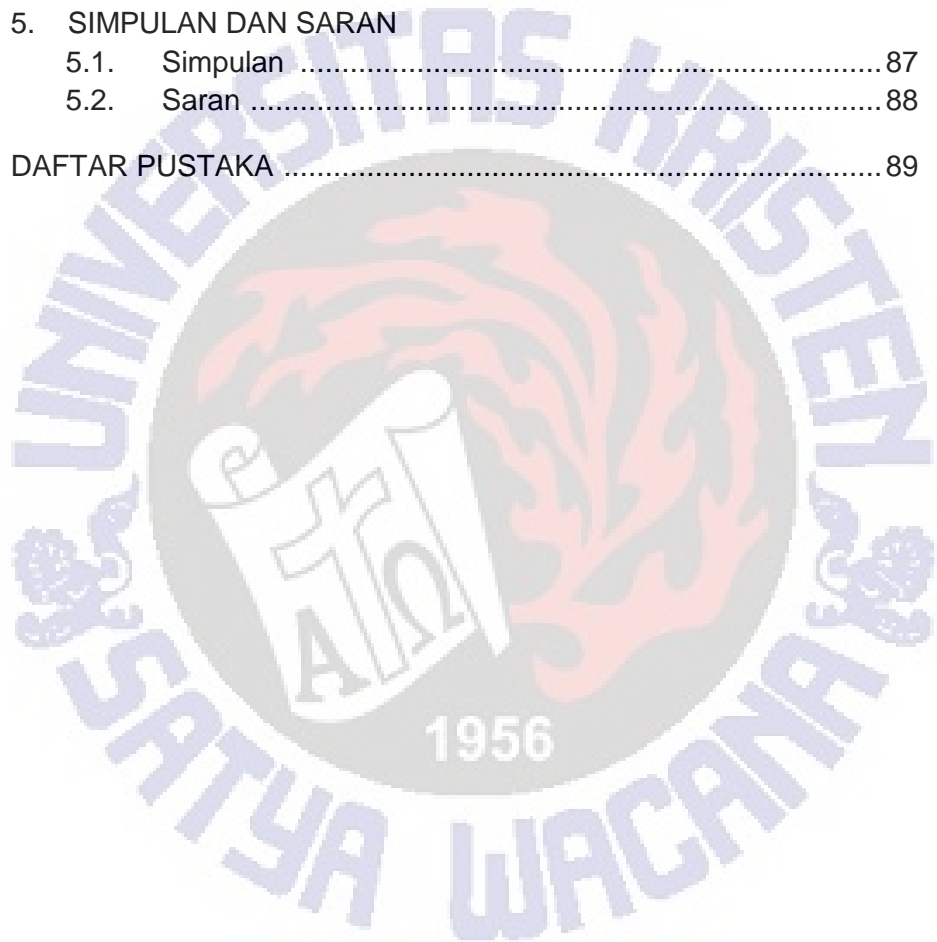 5. SIMPULAN DAN SARAN
5.1. Simpulan ........................................................................ 87
5.2. Saran .............................................................................. 88
DAFTAR PUSTAKA .......................................................................... 89
UNIVERSITAS KRISTEN
SATYA WACANA
Α Ω
1956